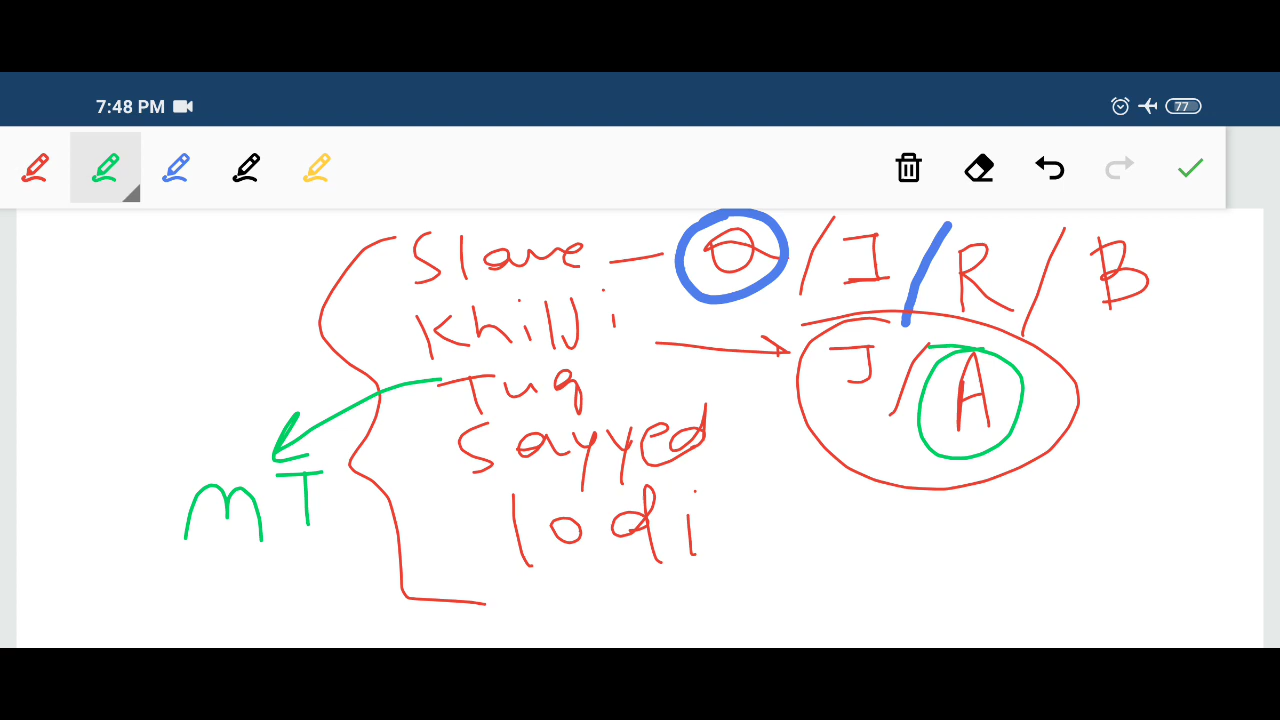 7:48 PM
77
Slave — Q / I / R / B
Khilji → J / A
Tug
Sayyed
lodi
MT